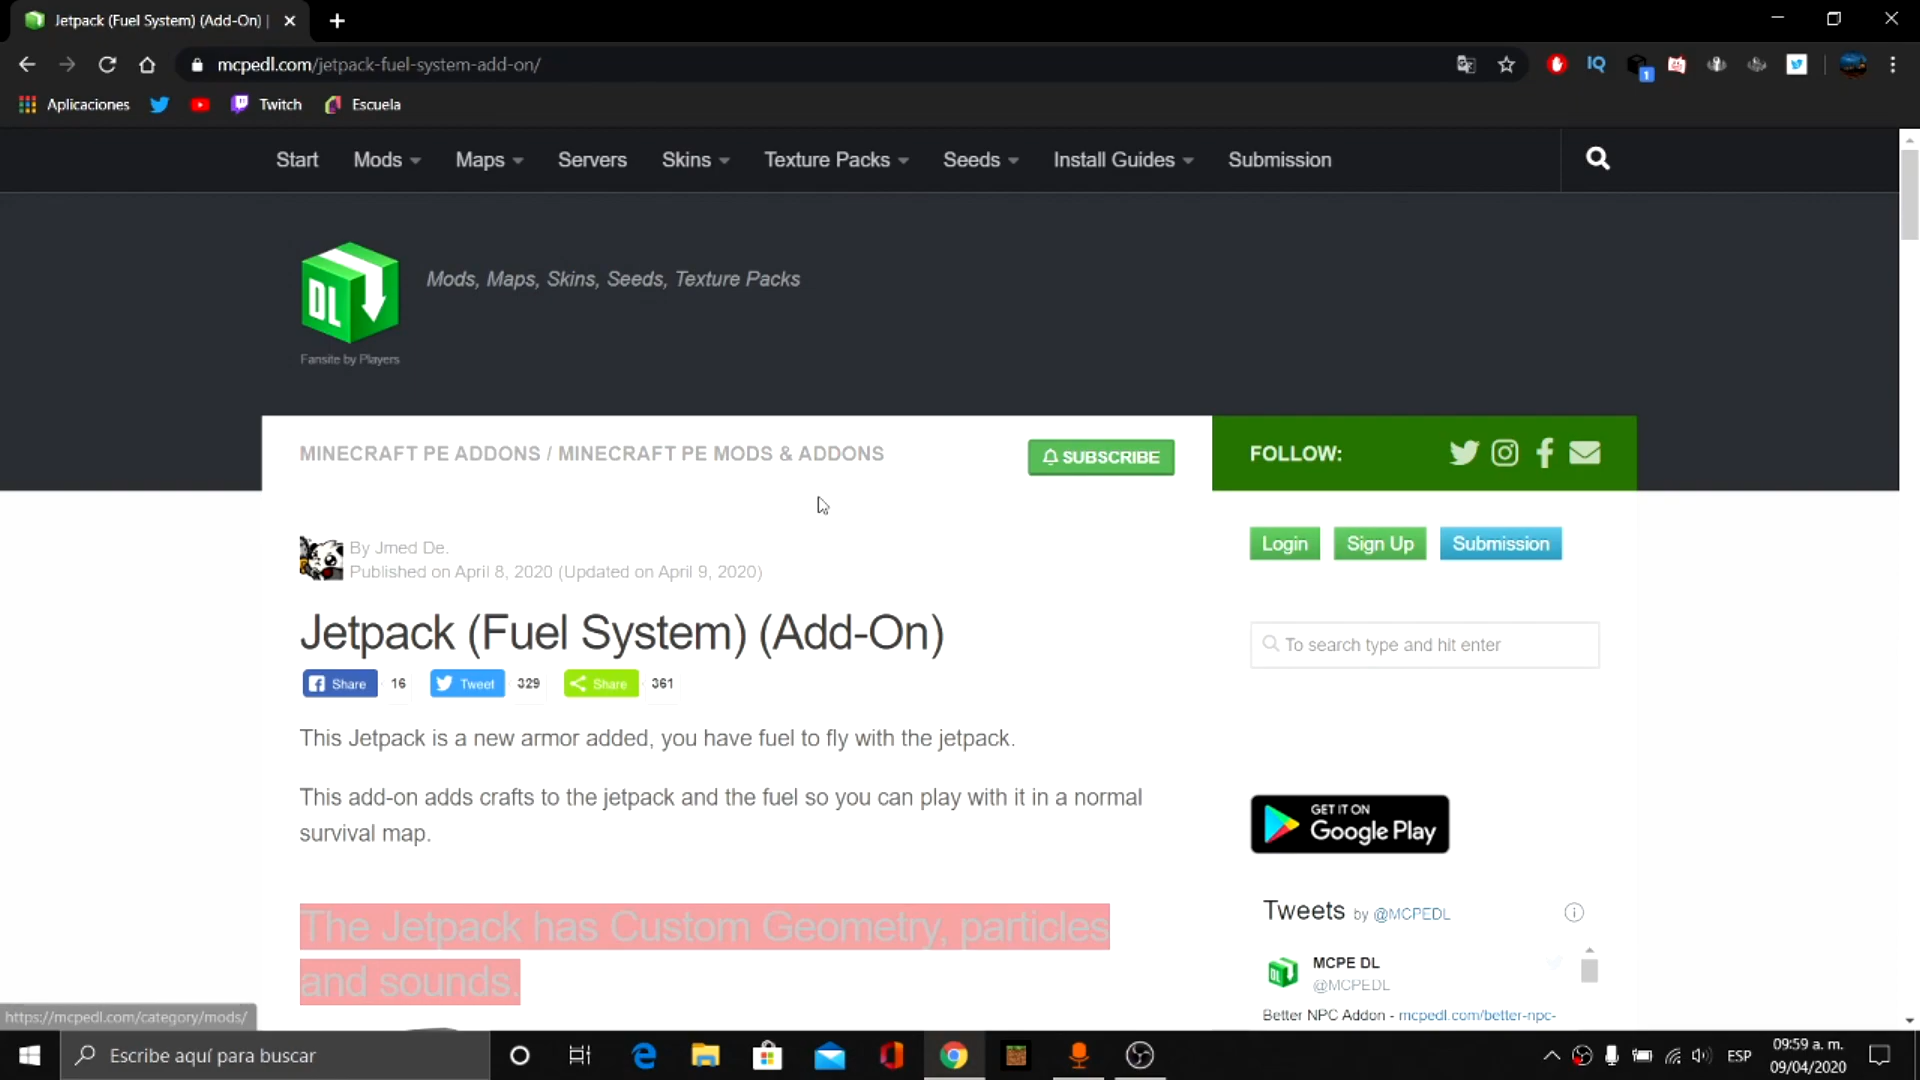 Jetpack (Fuel System) (Add-On) |
mcpedl.com/jetpack-fuel-system-add-on/
IQ
1
Aplicaciones
Twitch
Escuela
Start
Mods
Maps
Servers
Skins
Texture Packs
Seeds
Install Guides
Submission
DL
Mods, Maps, Skins, Seeds, Texture Packs
Fansite by Players
MINECRAFT PE ADDONS / MINECRAFT PE MODS & ADDONS
SUBSCRIBE
FOLLOW:
By Jmed De.
Published on April 8, 2020 (Updated on April 9, 2020)
Login
Sign Up
Submission
Jetpack (Fuel System) (Add-On)
To search type and hit enter
Share 16
Tweet 329
Share 361
This Jetpack is a new armor added, you have fuel to fly with the jetpack.
This add-on adds crafts to the jetpack and the fuel so you can play with it in a normal
survival map.
GET IT ON
Google Play
The Jetpack has Custom Geometry, particles
and sounds.
Tweets by @MCPEDL
MCPE DL
@MCPEDL
Better NPC Addon - mcpedl.com/better-npc-
https://mcpedl.com/category/mods/
Escribe aquí para buscar
ESP
09:59 a. m.
09/04/2020